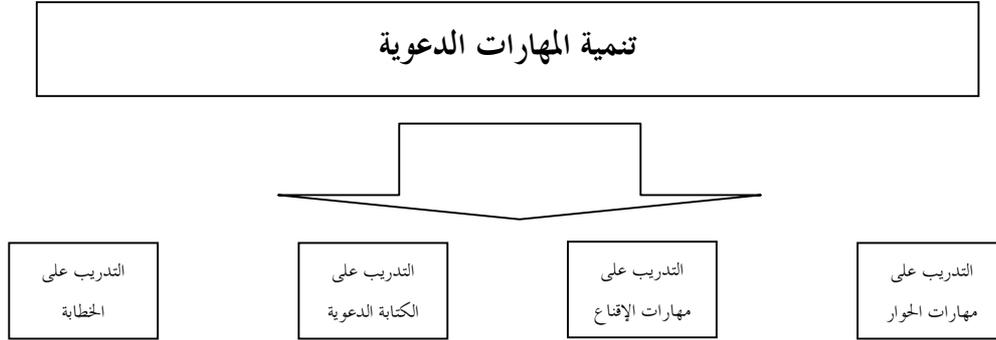 تنمية المهارات الدعوية
التدريب على
مهارات الحوار
التدريب على
مهارات الإقناع
التدريب على
الكتابة الدعوية
التدريب على
الخطابة